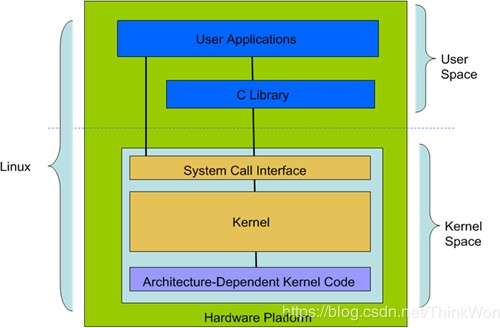 User Applications
User
Space
C Library
Linux
System Call Interface
Kernel
Kernel
Space
Architecture-Dependent Kernel Code
Hardware Platform
https://blog.csdn.net/ThinkWon